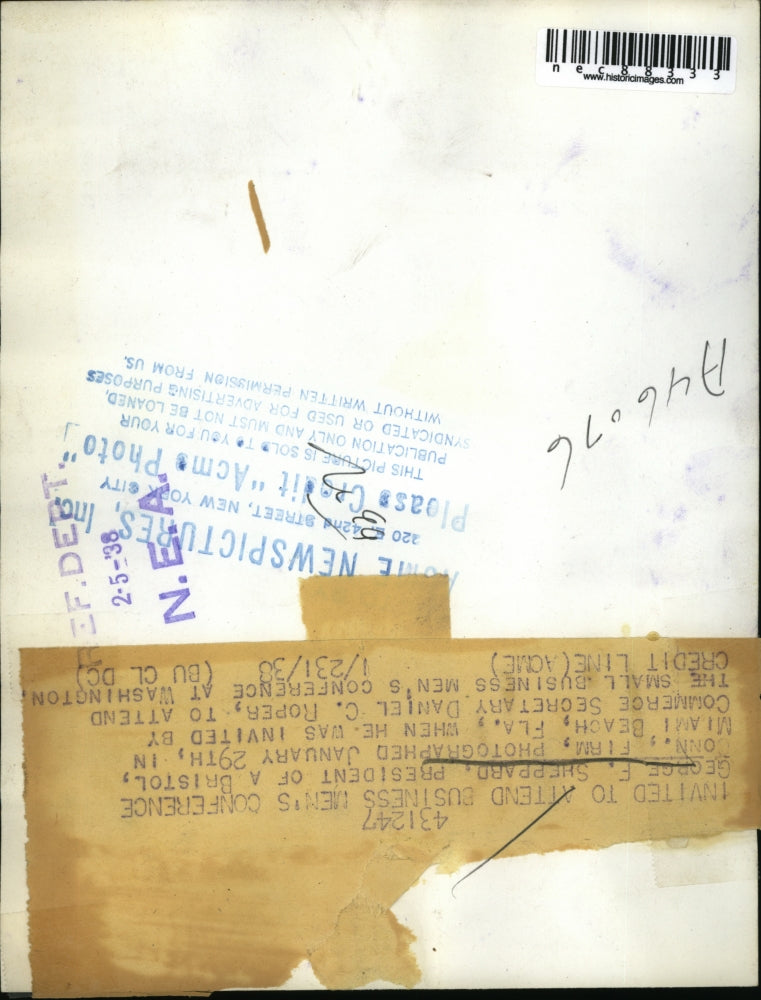 nec88333
www.historicimages.com
431247
INVITED TO ATTEND BUSINESS MEN'S CONFERENCE
GEORGE F. SHEPPARD, PRESIDENT OF A BRISTOL,
CONN., FIRM, PHOTOGRAPHED JANUARY 29TH, IN
MIAMI BEACH, FLA., WHEN HE WAS INVITED BY
COMMERCE SECRETARY DANIEL C. ROPER, TO ATTEND
THE SMALL BUSINESS MEN'S CONFERENCE AT WASHINGTON.
CREDIT LINE (ACME) 1/231/38 (BU CL DC)
ACME NEWSPICTURES, Inc.
320 E. 42nd STREET, NEW YORK CITY
Please Credit "Acme Photo"
THIS PICTURE IS SOLD TO YOU FOR YOUR
PUBLICATION ONLY AND MUST NOT BE LOANED,
SYNDICATED OR USED FOR ADVERTISING PURPOSES
WITHOUT WRITTEN PERMISSION FROM US.
REF. DEPT.
2-5-'38
N. E. A.